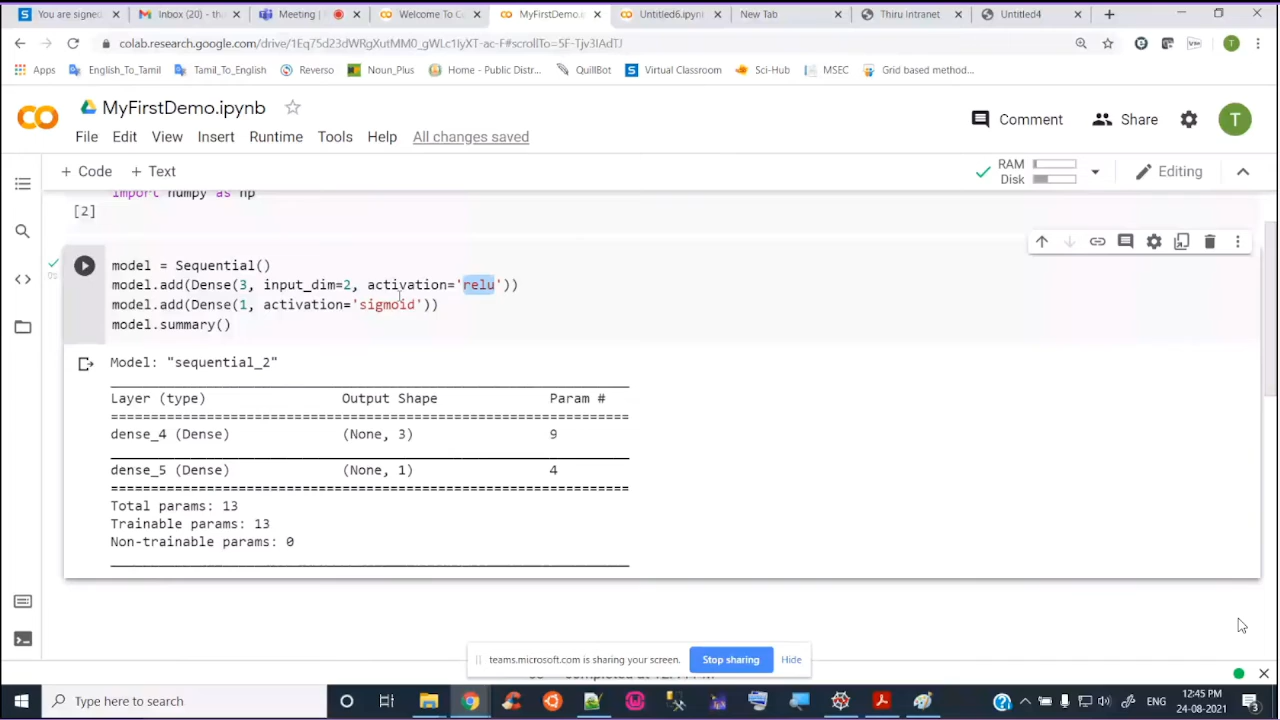 You are signed Inbox (20) - tha Meeting | Welcome To Co MyFirstDemo.i Untitled6.ipynb New Tab Thiru Intranet Untitled4
colab.research.google.com/drive/1Eq75d23dWRgXutMM0_gWLc1IyXT-ac-F#scrollTo=5F-Tjv3IAdTJ
Apps English_To_Tamil Tamil_To_English Reverso Noun_Plus Home - Public Distr... QuillBot Virtual Classroom Sci-Hub MSEC Grid based method...
MyFirstDemo.ipynb
Comment Share T
File Edit View Insert Runtime Tools Help All changes saved
+ Code + Text
RAM
Disk
Editing
import numpy as np
[2]
model = Sequential()
model.add(Dense(3, input_dim=2, activation='relu'))
model.add(Dense(1, activation='sigmoid'))
model.summary()
Model: "sequential_2"
Layer (type) Output Shape Param #
dense_4 (Dense) (None, 3) 9
dense_5 (Dense) (None, 1) 4
Total params: 13
Trainable params: 13
Non-trainable params: 0
teams.microsoft.com is sharing your screen. Stop sharing Hide
Type here to search
ENG
12:45 PM
24-08-2021